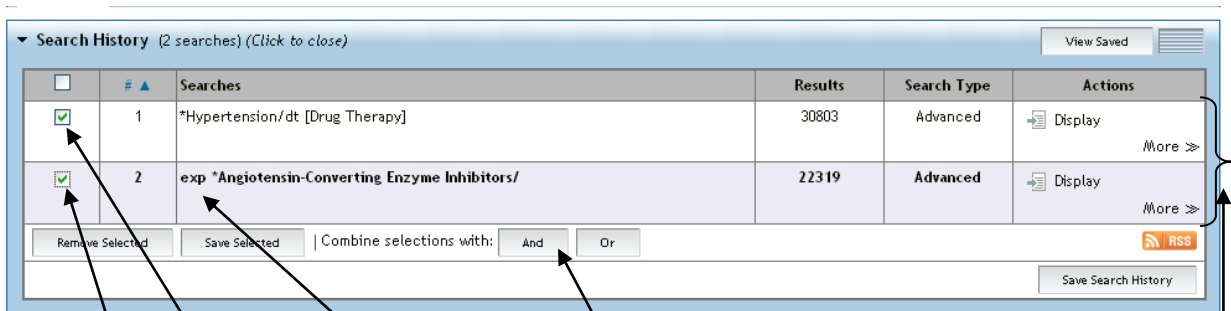 Search History (2 searches) (Click to close) View Saved
# ▲ Searches Results Search Type Actions
1 *Hypertension/dt [Drug Therapy] 30803 Advanced Display
More ≫
2 exp *Angiotensin-Converting Enzyme Inhibitors/ 22319 Advanced Display
More ≫
Remove Selected Save Selected | Combine selections with: And Or RSS
Save Search History